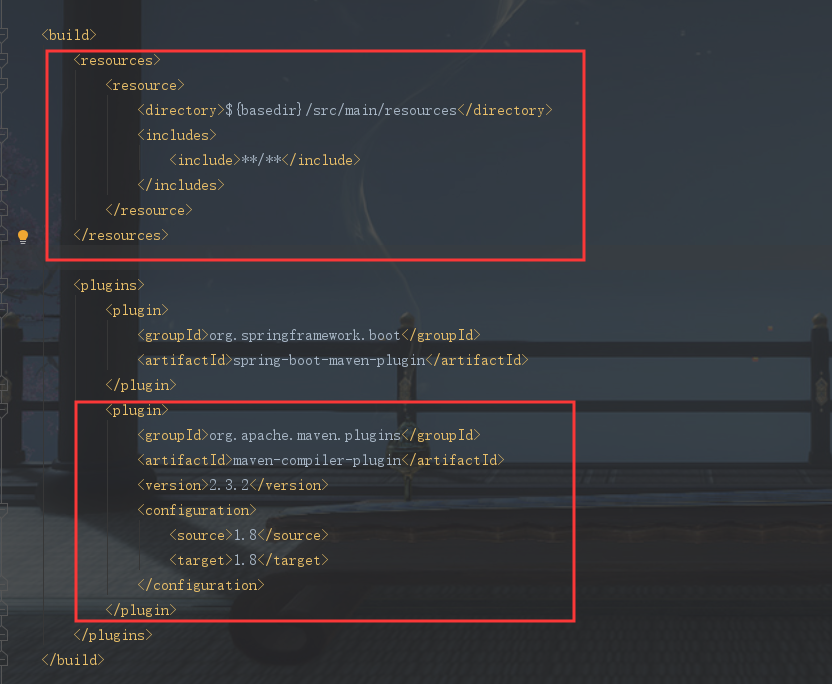 <build>
<resources>
<resource>
<directory>${basedir}/src/main/resources</directory>
<includes>
<include>**/**</include>
</includes>
</resource>
</resources>
<plugins>
<plugin>
<groupId>org.springframework.boot</groupId>
<artifactId>spring-boot-maven-plugin</artifactId>
</plugin>
<plugin>
<groupId>org.apache.maven.plugins</groupId>
<artifactId>maven-compiler-plugin</artifactId>
<version>2.3.2</version>
<configuration>
<source>1.8</source>
<target>1.8</target>
</configuration>
</plugin>
</plugins>
</build>